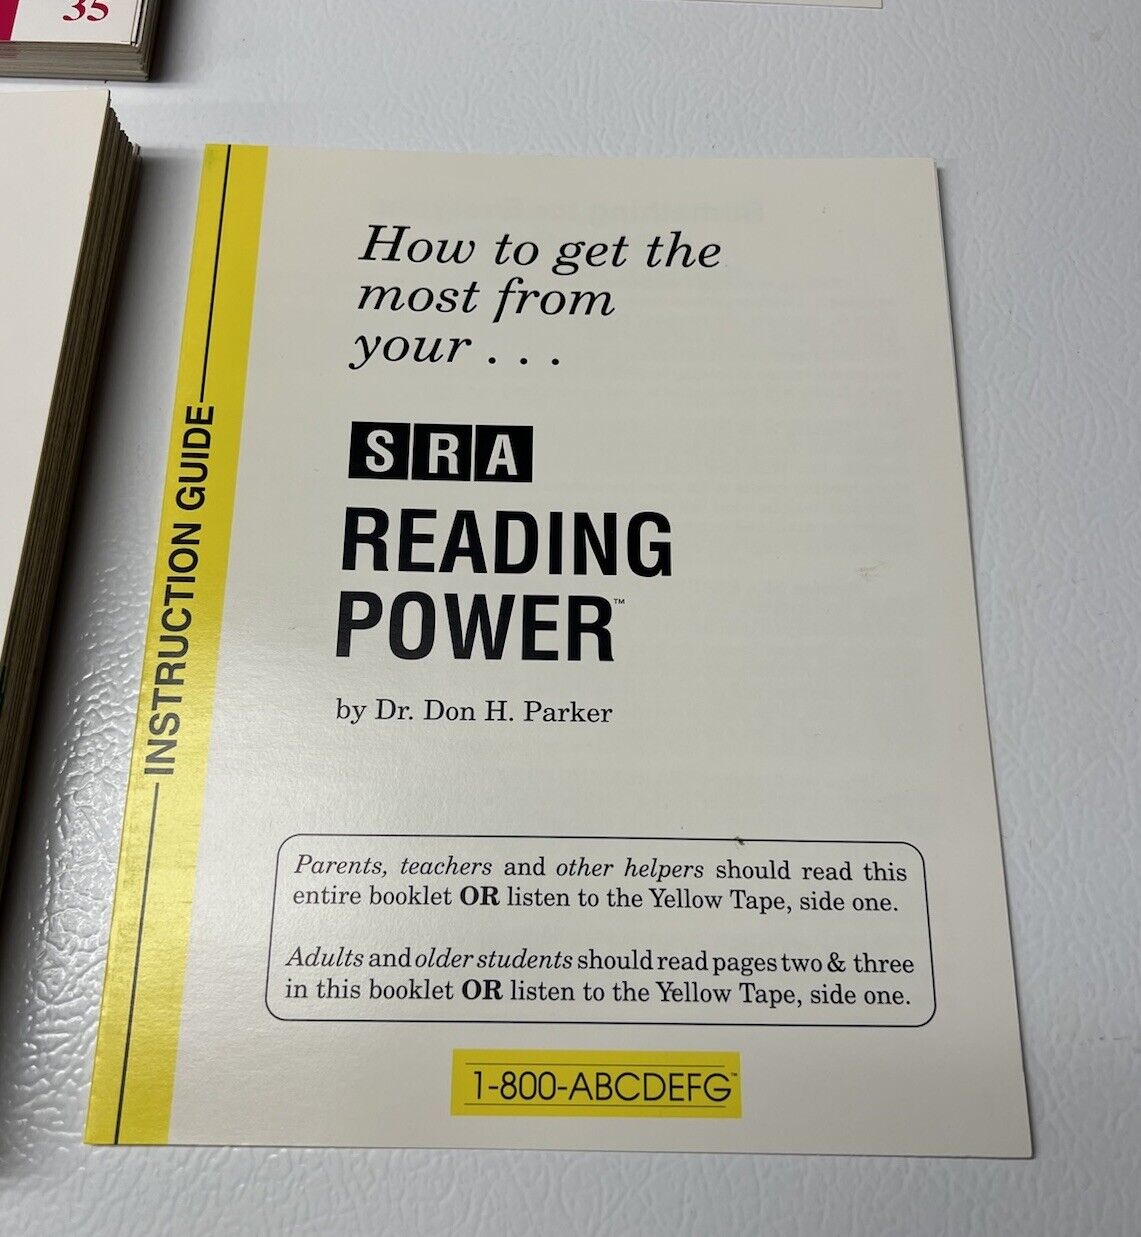 35
INSTRUCTION GUIDE
How to get the
most from
your . . .
SRA
READING
POWER™
by Dr. Don H. Parker
Parents, teachers and other helpers should read this
entire booklet OR listen to the Yellow Tape, side one.
Adults and older students should read pages two & three
in this booklet OR listen to the Yellow Tape, side one.
1-800-ABCDEFG™